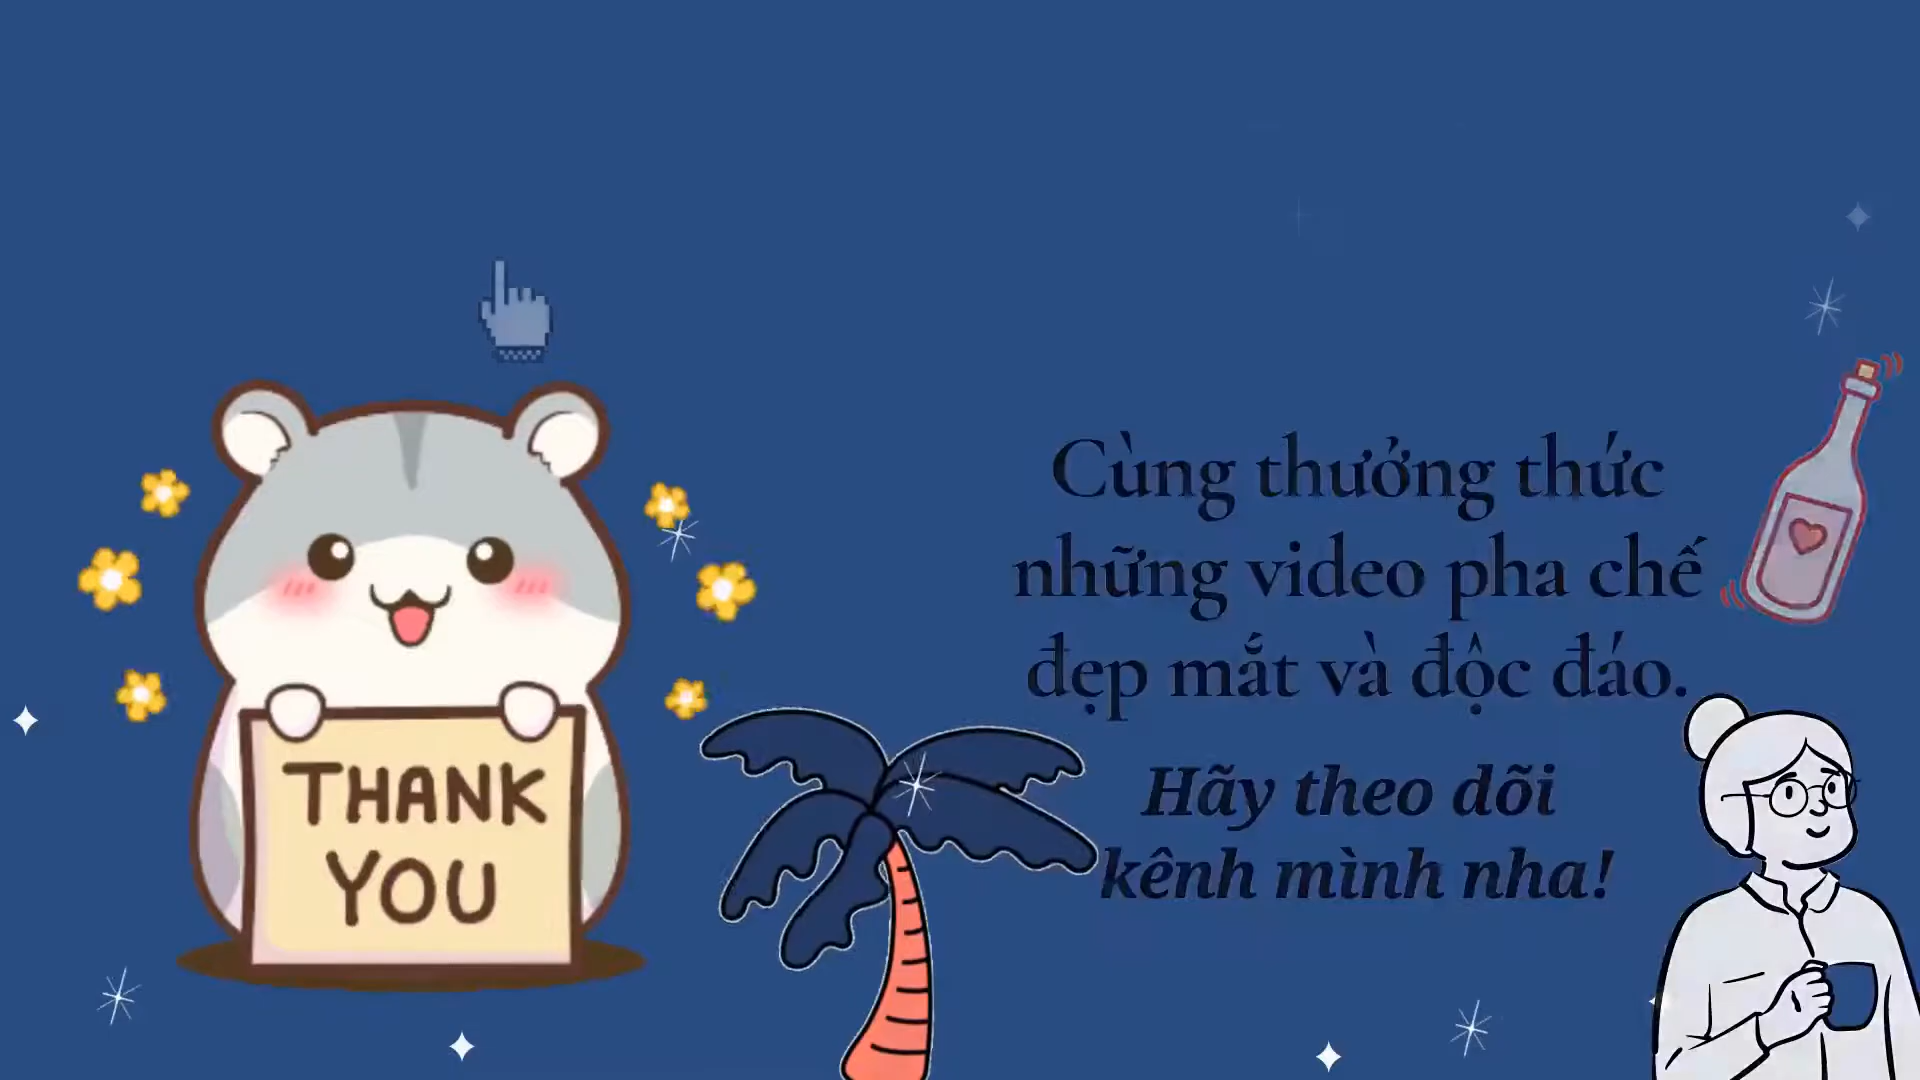 THANK
YOU
Cùng thưởng thức
những video pha chế
đẹp mắt và độc đáo.
Hãy theo dõi
kênh mình nha!